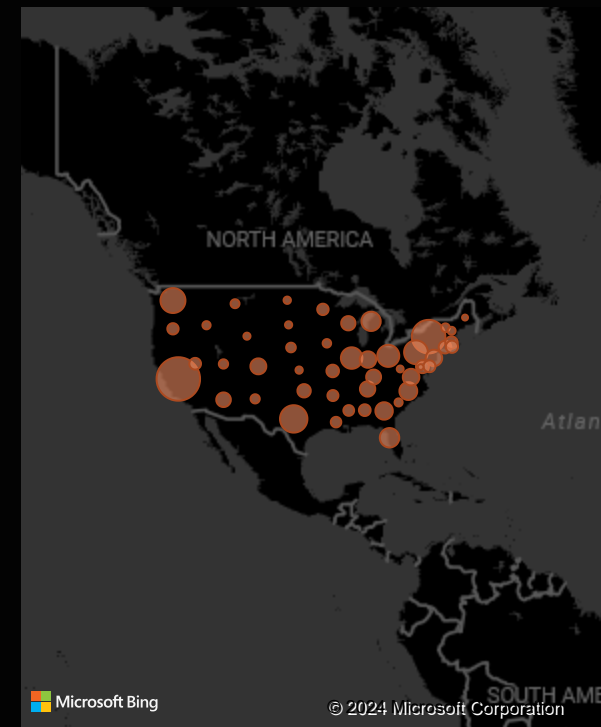 NORTH AMERICA
Atlan
SOUTH AME
Microsoft Bing
© 2024 Microsoft Corporation